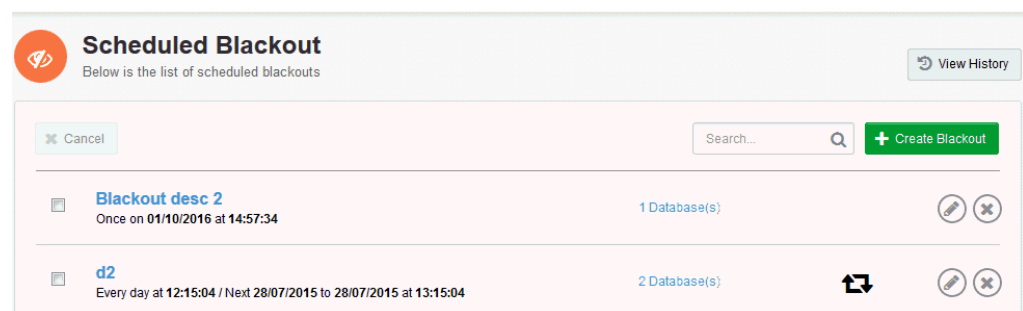 Scheduled Blackout
Below is the list of scheduled blackouts
View History
Cancel
Search...
Create Blackout
Blackout desc 2
1 Database(s)
Once on 01/10/2016 at 14:57:34
d2
2 Database(s)
Every day at 12:15:04 / Next 28/07/2015 to 28/07/2015 at 13:15:04